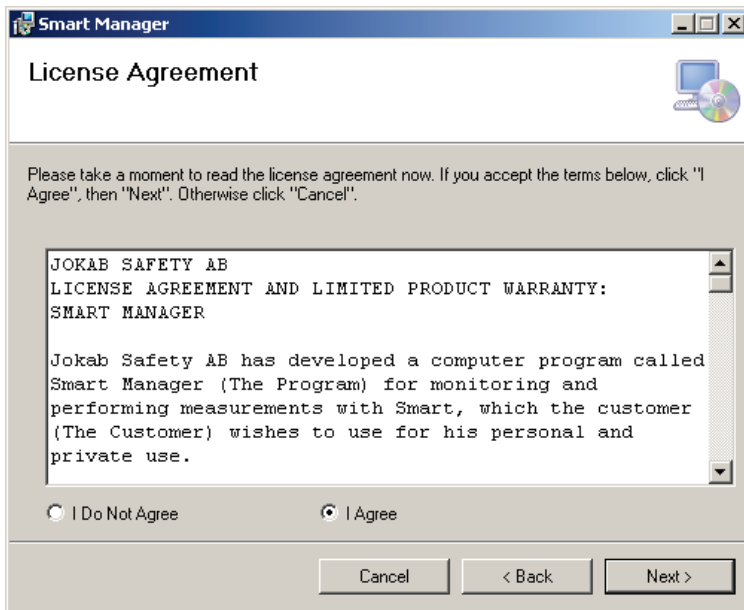 Smart Manager
License Agreement
Please take a moment to read the license agreement now. If you accept the terms below, click "I
Agree", then "Next". Otherwise click "Cancel".
JOKAB SAFETY AB
LICENSE AGREEMENT AND LIMITED PRODUCT WARRANTY:
SMART MANAGER
Jokab Safety AB has developed a computer program called
Smart Manager (The Program) for monitoring and
performing measurements with Smart, which the customer
(The Customer) wishes to use for his personal and
private use.
I Do Not Agree
I Agree
Cancel
< Back
Next >